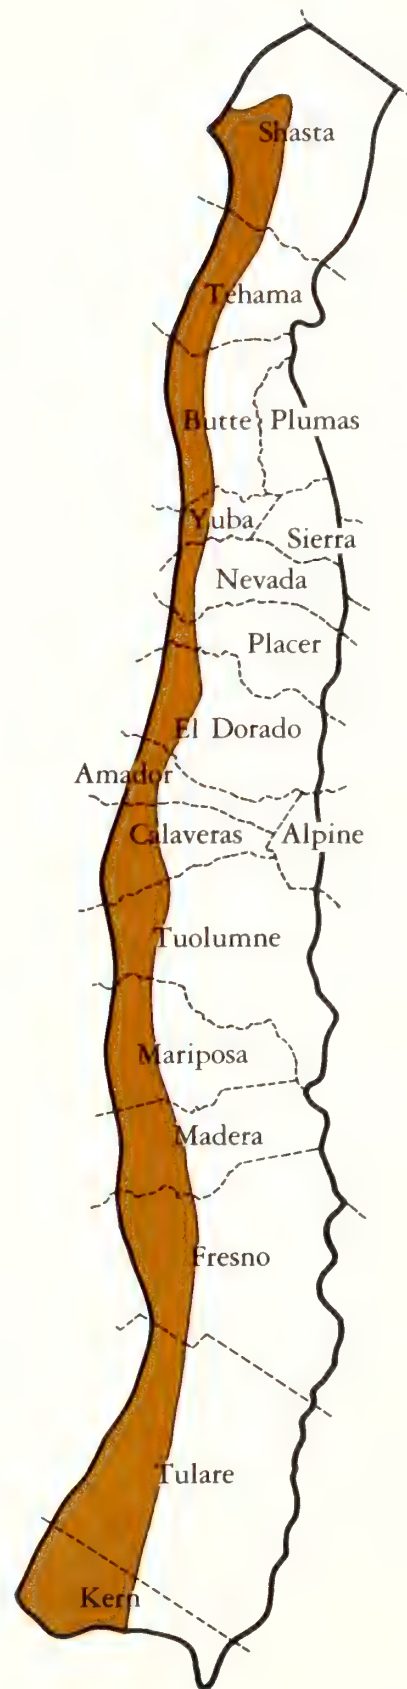 Shasta
Tehama
Butte
Plumas
Yuba
Sierra
Nevada
Placer
El Dorado
Amador
Calaveras
Alpine
Tuolumne
Mariposa
Madera
Fresno
Tulare
Kern